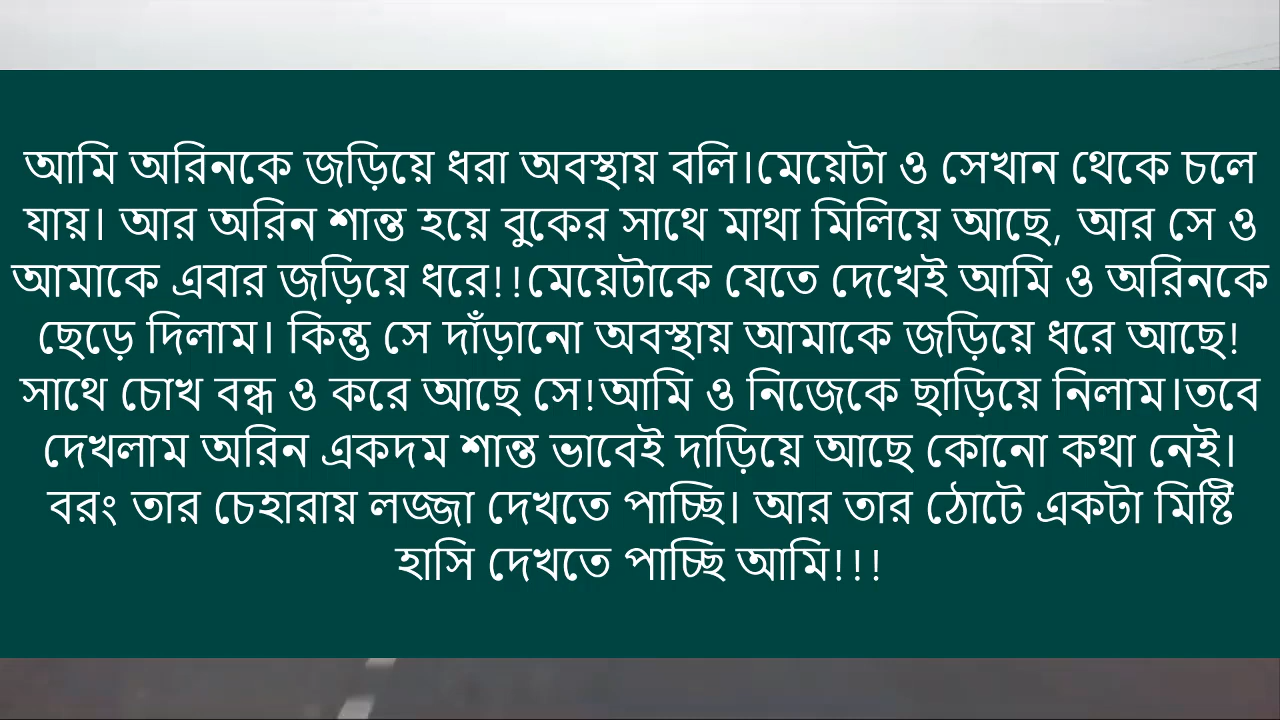 আমি অরিনকে জড়িয়ে ধরা অবস্থায় বলি।মেয়েটা ও সেখান থেকে চলে
যায়। আর অরিন শান্ত হয়ে বুকের সাথে মাথা মিলিয়ে আছে, আর সে ও
আমাকে এবার জড়িয়ে ধরে!!মেয়েটাকে যেতে দেখেই আমি ও অরিনকে
ছেড়ে দিলাম। কিন্তু সে দাঁড়ানো অবস্থায় আমাকে জড়িয়ে ধরে আছে!
সাথে চোখ বন্ধ ও করে আছে সে!আমি ও নিজেকে ছাড়িয়ে নিলাম।তবে
দেখলাম অরিন একদম শান্ত ভাবেই দাড়িয়ে আছে কোনো কথা নেই।
বরং তার চেহারায় লজ্জা দেখতে পাচ্ছি। আর তার ঠোটে একটা মিষ্টি
হাসি দেখতে পাচ্ছি আমি!!!